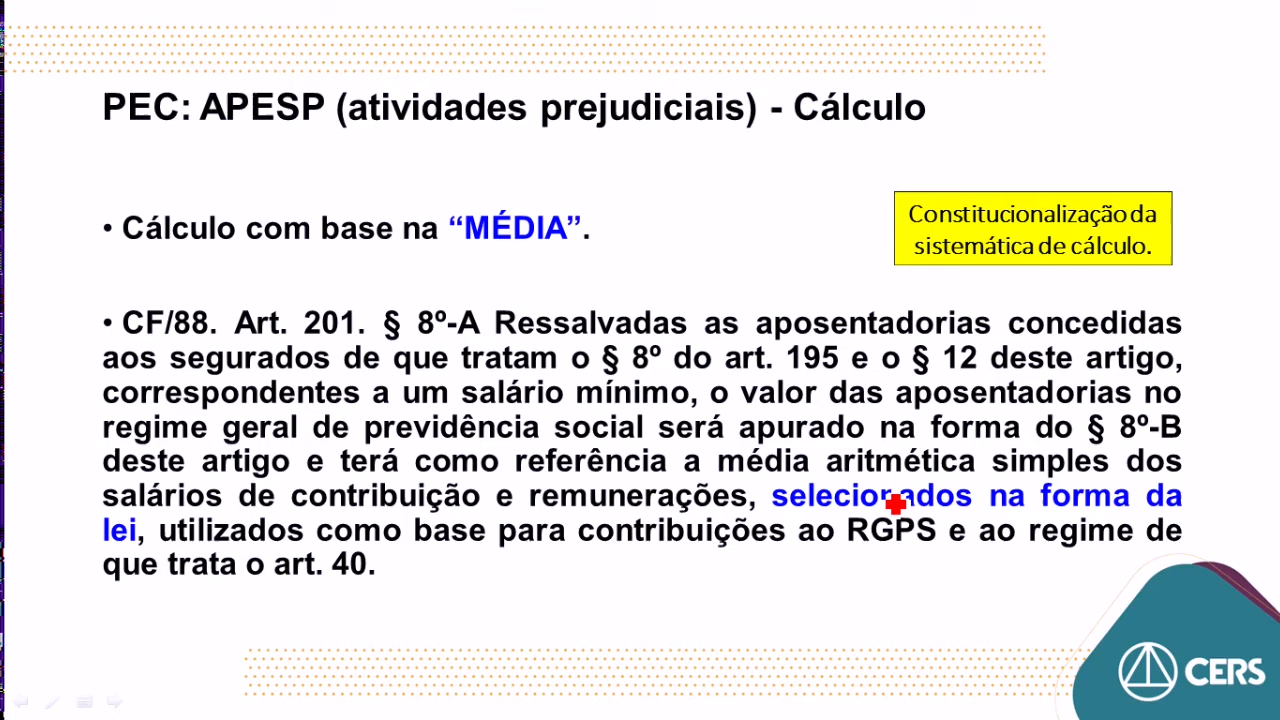 PEC: APESP (atividades prejudiciais) - Cálculo
• Cálculo com base na “MÉDIA”.
Constitucionalização da
sistemática de cálculo.
• CF/88. Art. 201. § 8º-A Ressalvadas as aposentadorias concedidas
aos segurados de que tratam o § 8º do art. 195 e o § 12 deste artigo,
correspondentes a um salário mínimo, o valor das aposentadorias no
regime geral de previdência social será apurado na forma do § 8º-B
deste artigo e terá como referência a média aritmética simples dos
salários de contribuição e remunerações, selecionados na forma da
lei, utilizados como base para contribuições ao RGPS e ao regime de
que trata o art. 40.
CERS